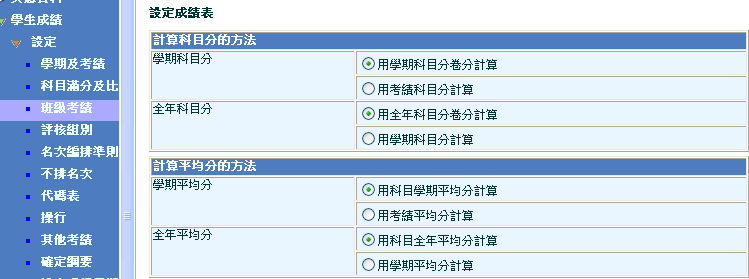 學生成績
設定
學期及考績
科目滿分及比
班級考績
評核組別
名次編排準則
不排名次
代碼表
操行
其他考績
確定綱要
設定成績表
計算科目分的方法
學期科目分
用學期科目分卷分計算
用考績科目分計算
全年科目分
用全年科目分卷分計算
用學期科目分計算
計算平均分的方法
學期平均分
用科目學期平均分計算
用考績平均分計算
全年平均分
用科目全年平均分計算
用學期平均分計算